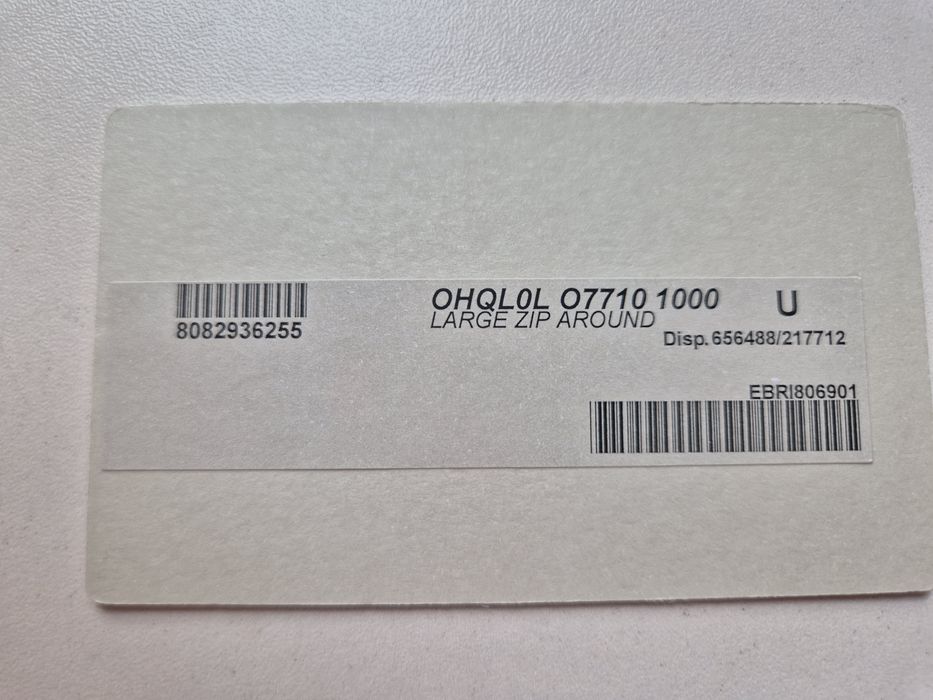 OHQL0L O7710 1000 U
8082936255
LARGE ZIP AROUND
Disp.656488/217712
EBRI806901